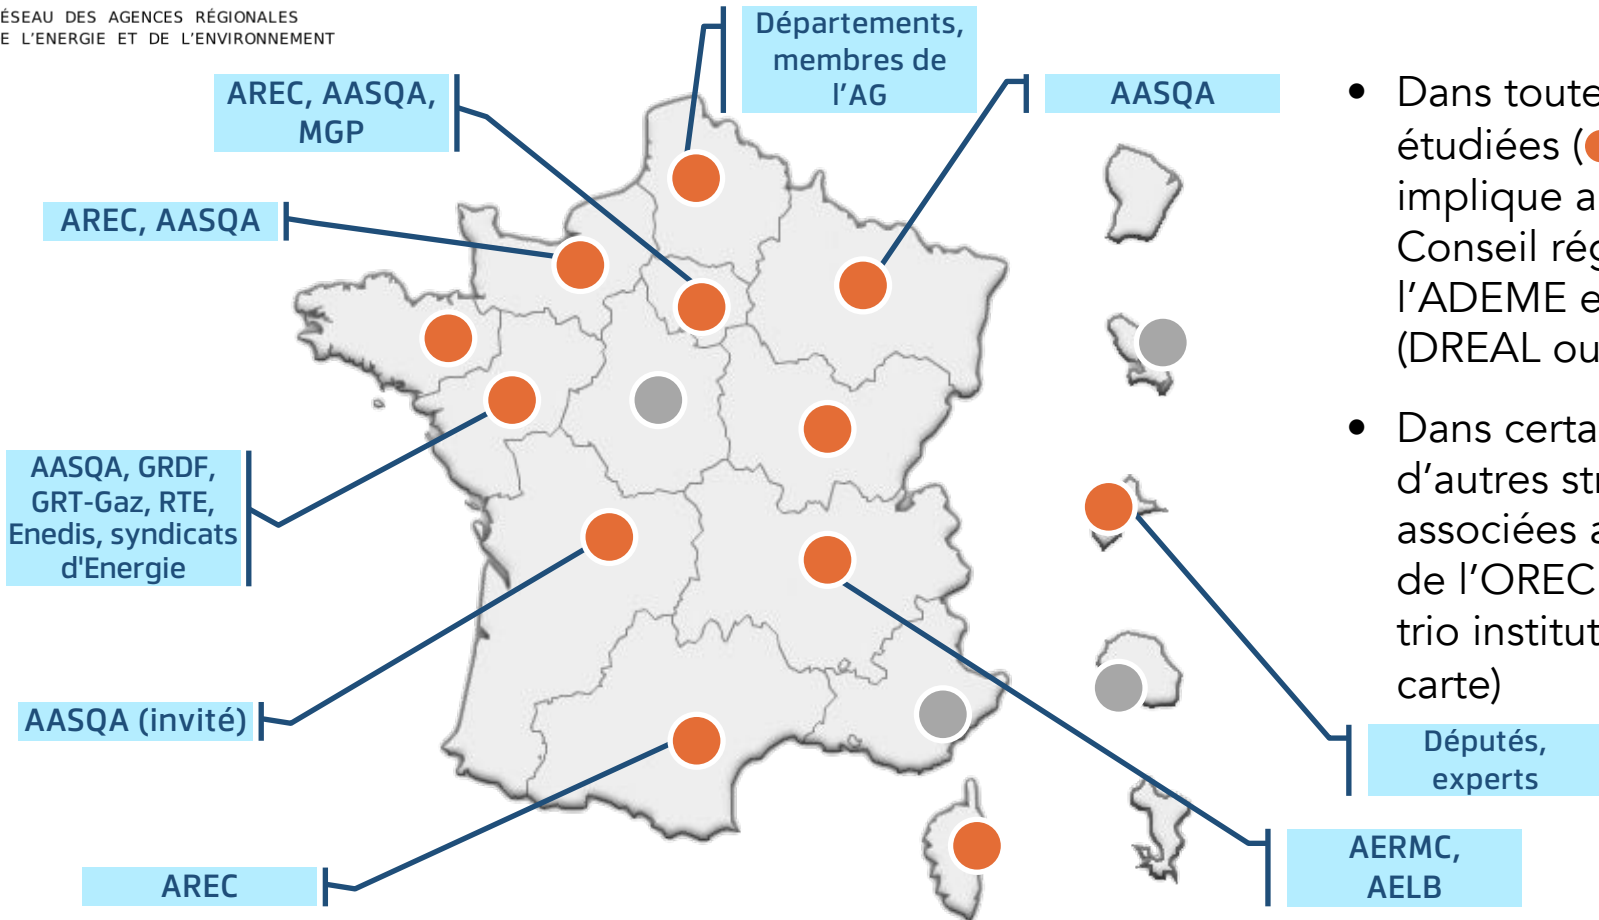 ÉSEAU DES AGENCES RÉGIONALES
E L'ENERGIE ET DE L'ENVIRONNEMENT
Départements,
membres de
l'AG
AREC, AASQA,
MGP
AASQA
AREC, AASQA
AASQA, GRDF,
GRT-Gaz, RTE,
Enedis, syndicats
d'Energie
AASQA (invité)
AREC
Députés,
experts
AERMC,
AELB
• Dans toute
étudiées (
implique a
Conseil rég
l'ADEME e
(DREAL ou
• Dans certa
d'autres str
associées a
de l'OREC
trio institut
carte)